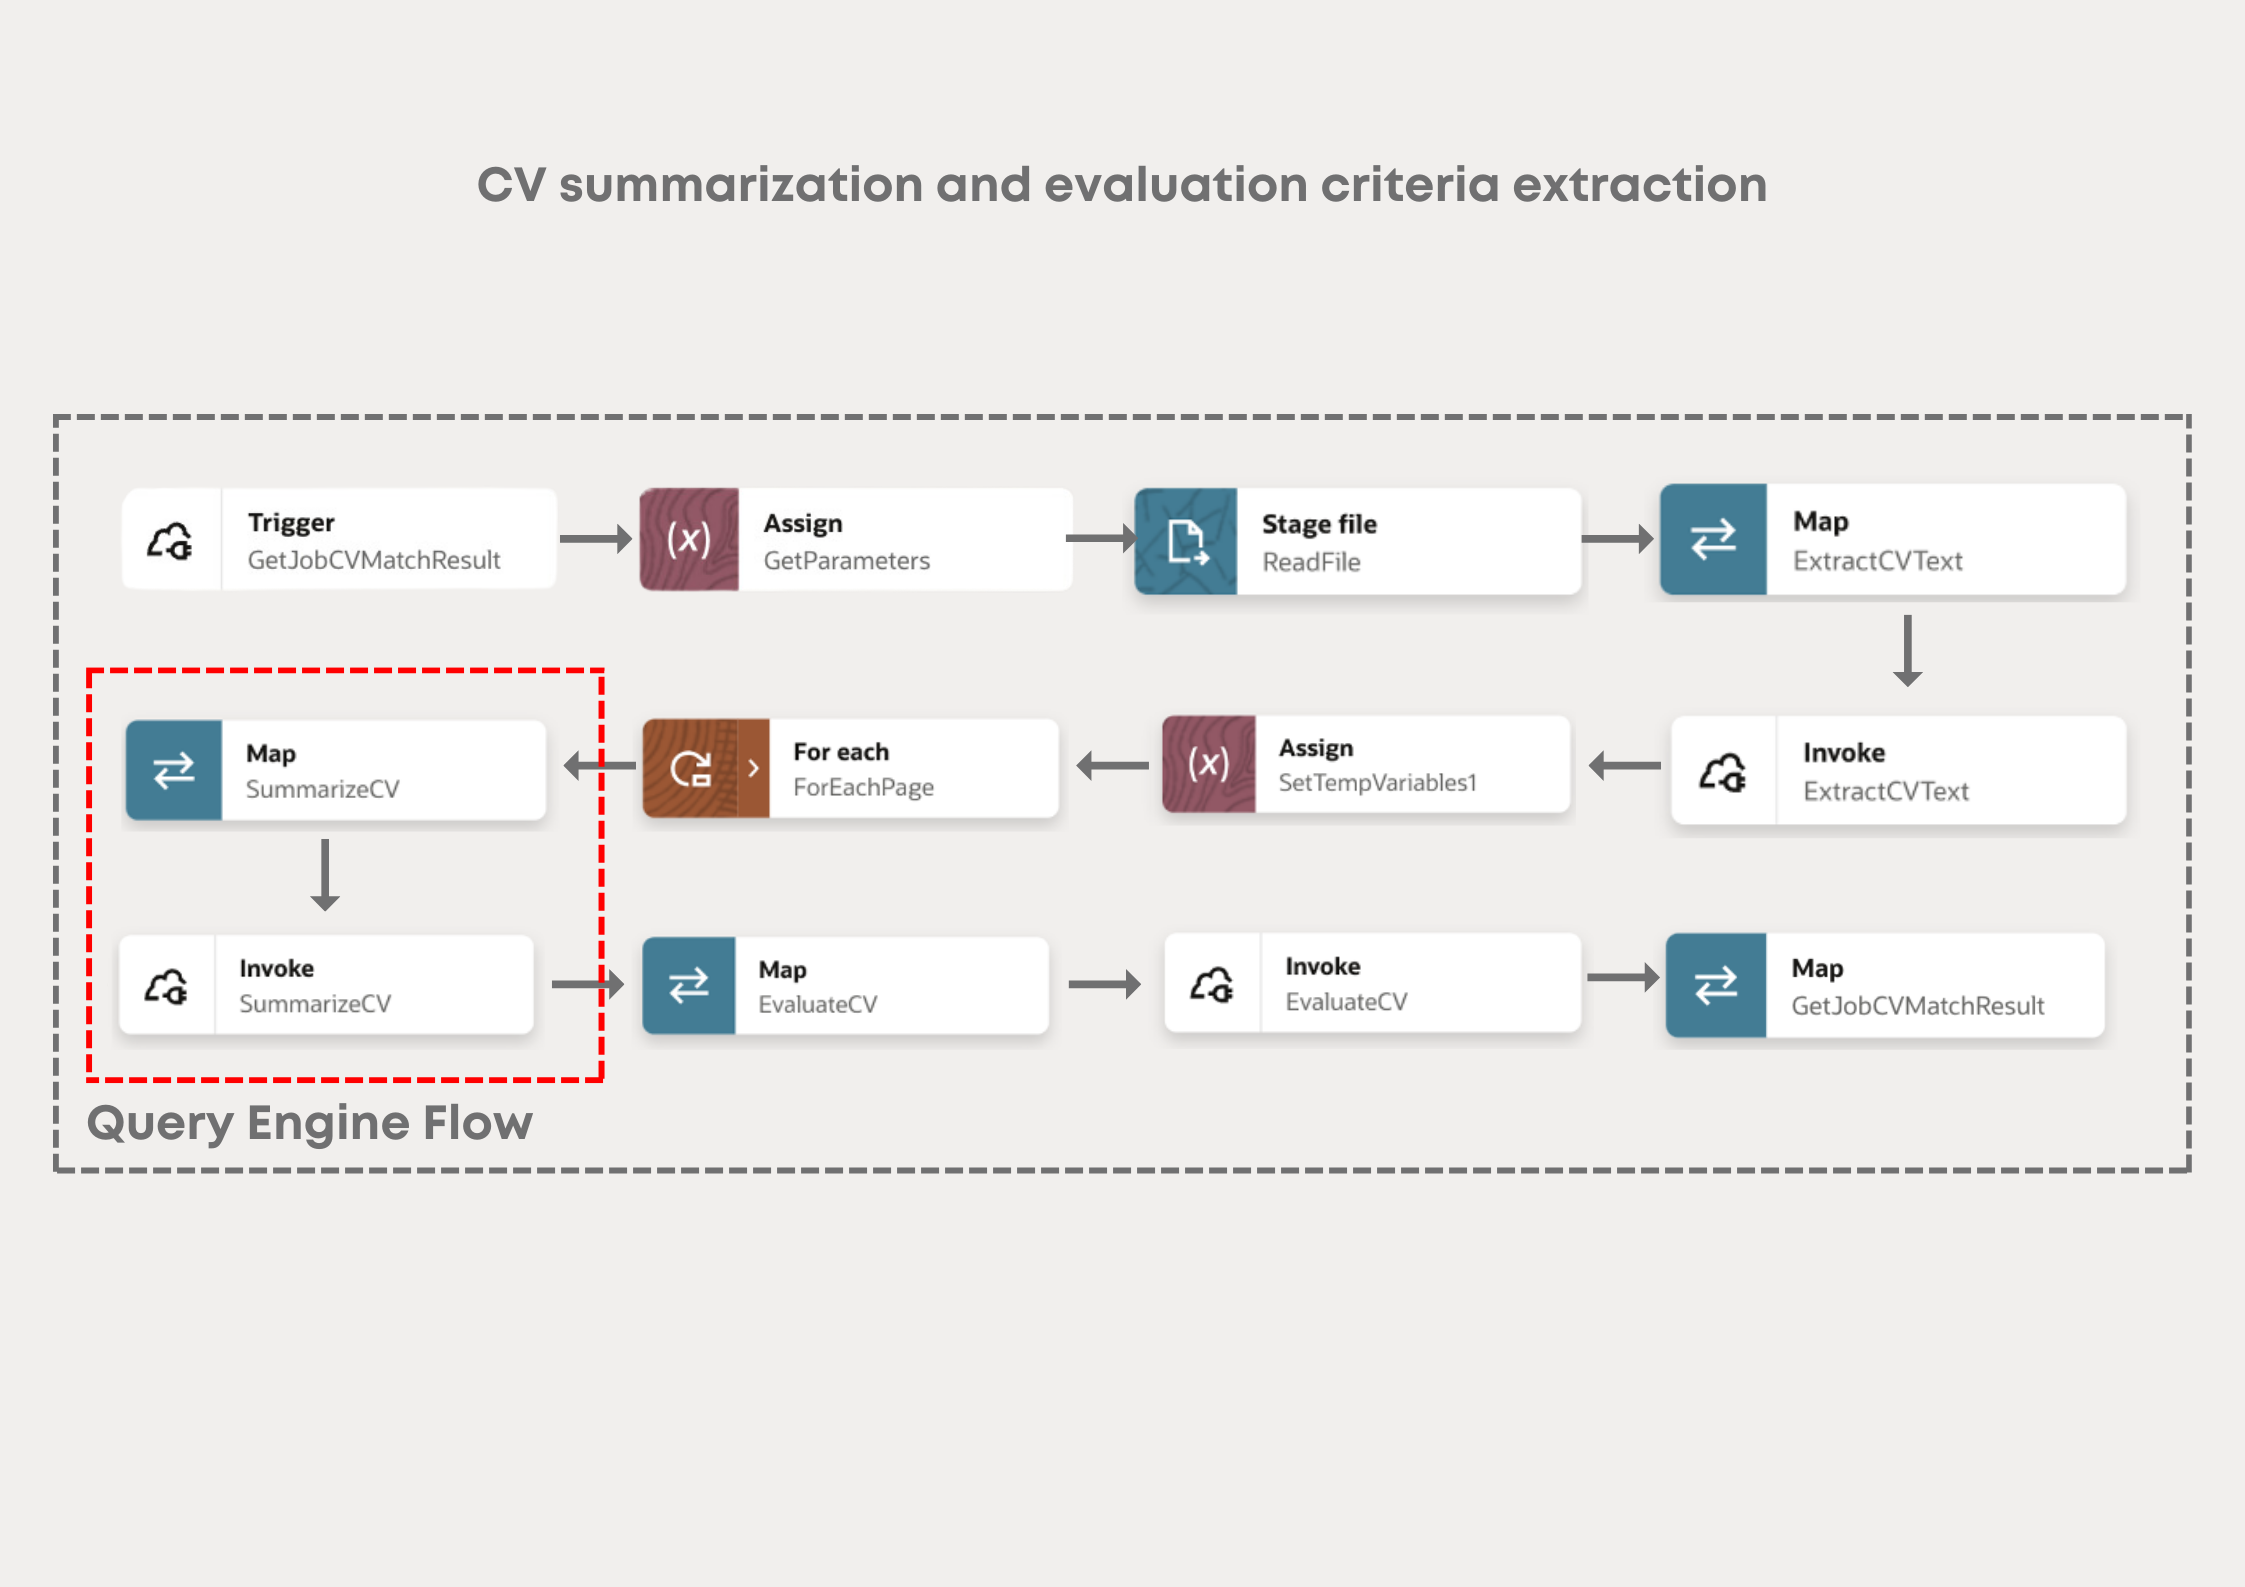 CV summarization and evaluation criteria extraction
Trigger
GetJobCVMatchResult
(x)
Assign
GetParameters
Stage file
ReadFile
Map
ExtractCVText
Map
SummarizeCV
For each
ForEachPage
(x)
Assign
SetTempVariables1
Invoke
ExtractCVText
Invoke
SummarizeCV
Map
EvaluateCV
Invoke
EvaluateCV
Map
GetJobCVMatchResult
Query Engine Flow